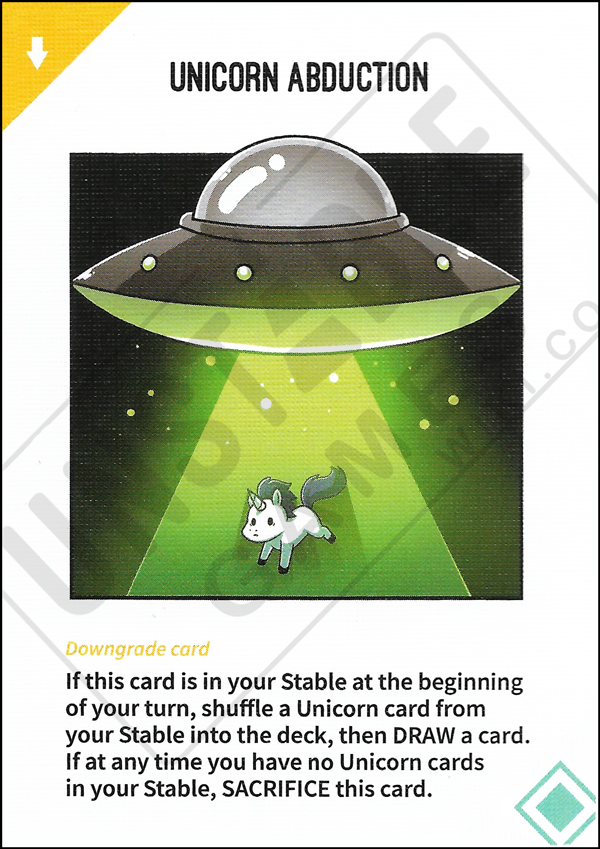 UNICORN ABDUCTION
Downgrade card
If this card is in your Stable at the beginning
of your turn, shuffle a Unicorn card from
your Stable into the deck, then DRAW a card.
If at any time you have no Unicorn cards
in your Stable, SACRIFICE this card.